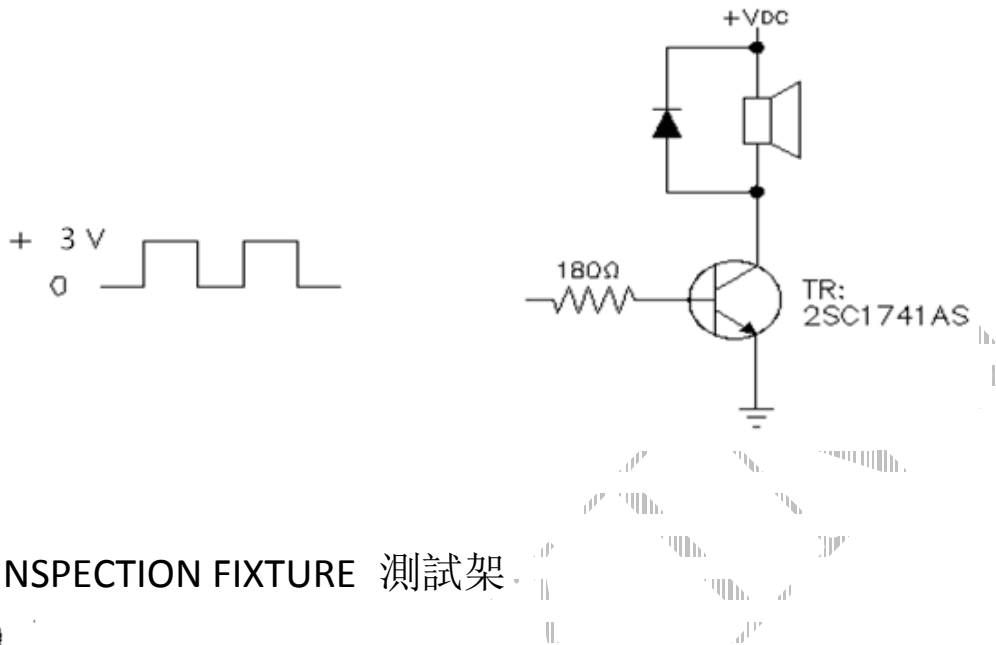 +VDC
+ 3 V
0
180Ω
TR:
2SC1741AS
NSPECTION FIXTURE 測試架